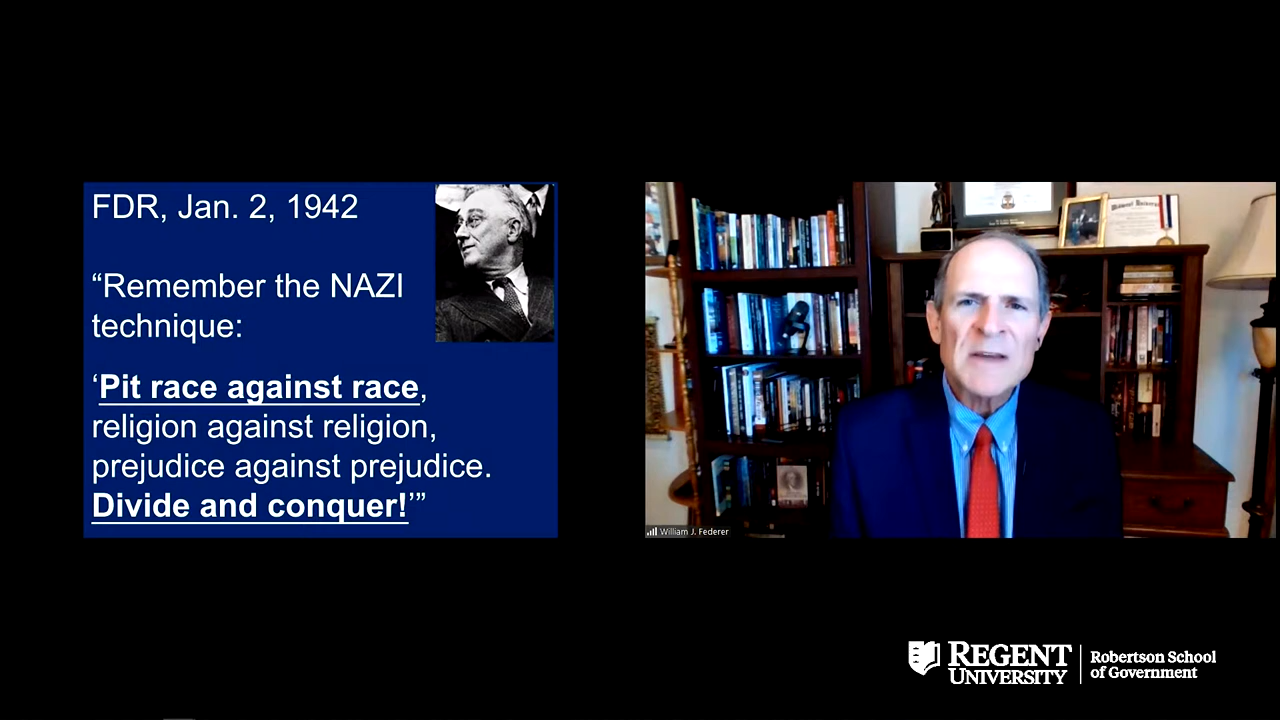 FDR, Jan. 2, 1942
“Remember the NAZI
technique:
‘Pit race against race,
religion against religion,
prejudice against prejudice.
Divide and conquer!’”
William J. Federer
REGENT
UNIVERSITY
Robertson School
of Government